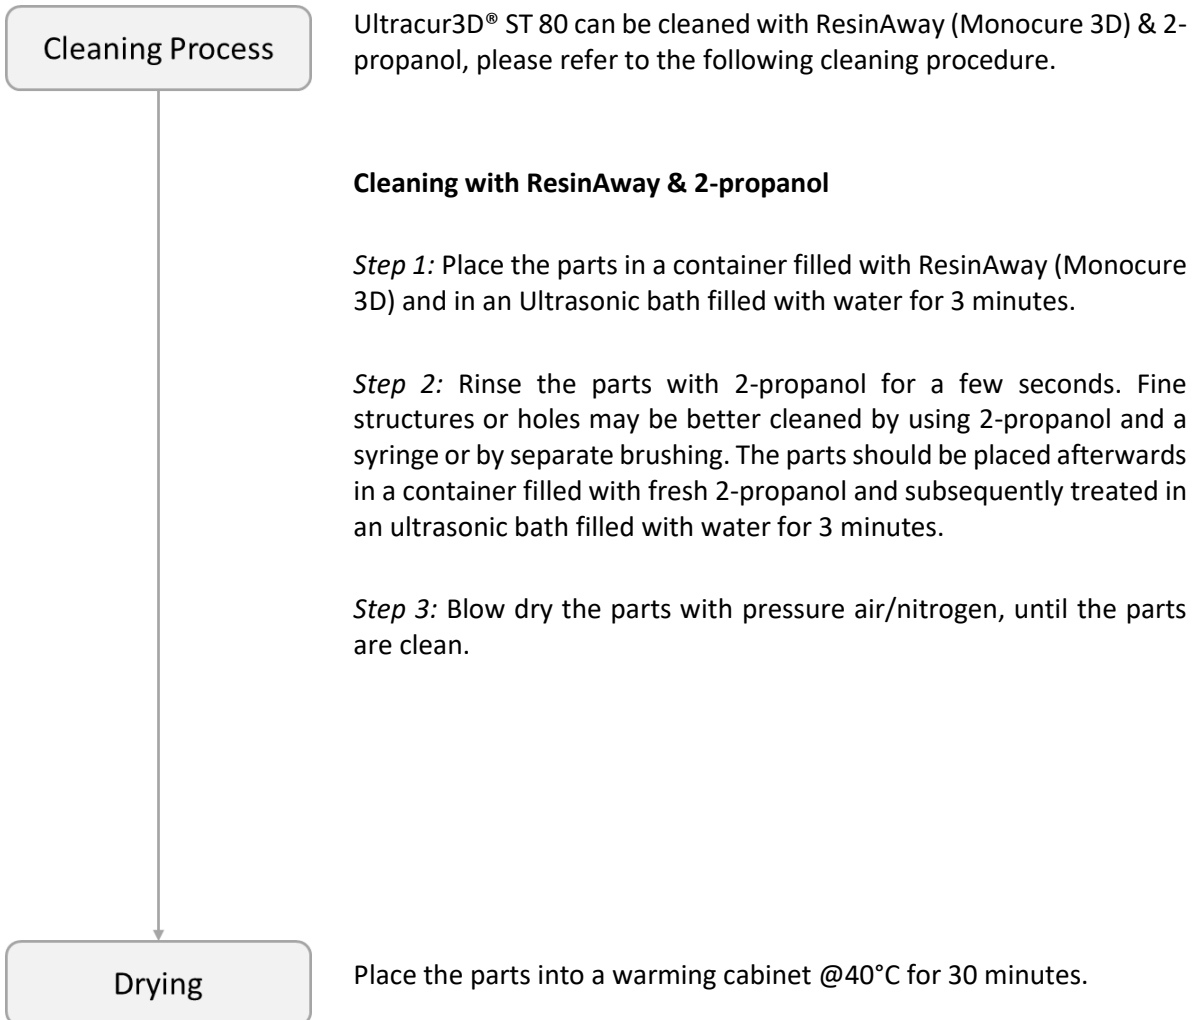 Cleaning Process
Ultracur3D® ST 80 can be cleaned with ResinAway (Monocure 3D) & 2-
propanol, please refer to the following cleaning procedure.
Cleaning with ResinAway & 2-propanol
Step 1: Place the parts in a container filled with ResinAway (Monocure
3D) and in an Ultrasonic bath filled with water for 3 minutes.
Step 2: Rinse the parts with 2-propanol for a few seconds. Fine
structures or holes may be better cleaned by using 2-propanol and a
syringe or by separate brushing. The parts should be placed afterwards
in a container filled with fresh 2-propanol and subsequently treated in
an ultrasonic bath filled with water for 3 minutes.
Step 3: Blow dry the parts with pressure air/nitrogen, until the parts
are clean.
Drying
Place the parts into a warming cabinet @40°C for 30 minutes.